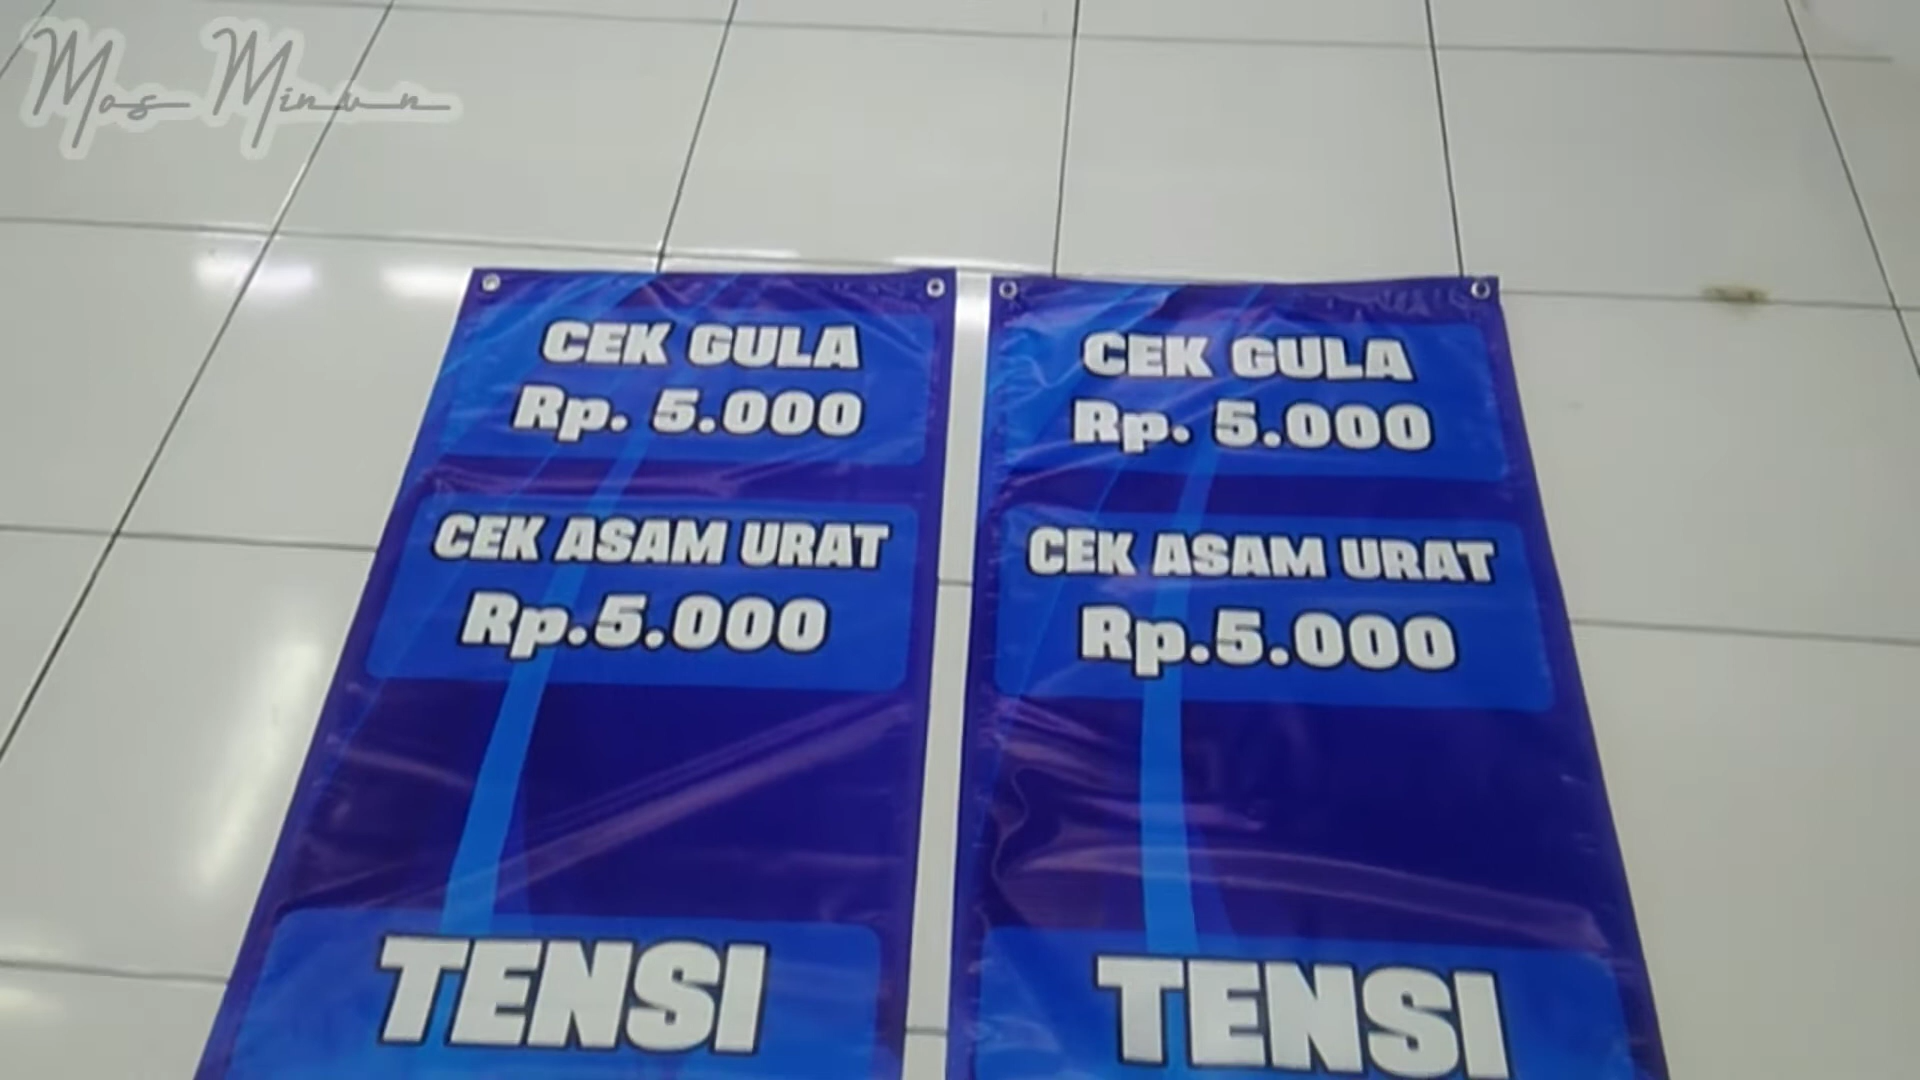 Mas Minun
CEK GULA
Rp. 5.000
CEK ASAM URAT
Rp.5.000
TENSI
CEK GULA
Rp. 5.000
CEK ASAM URAT
Rp.5.000
TENSI